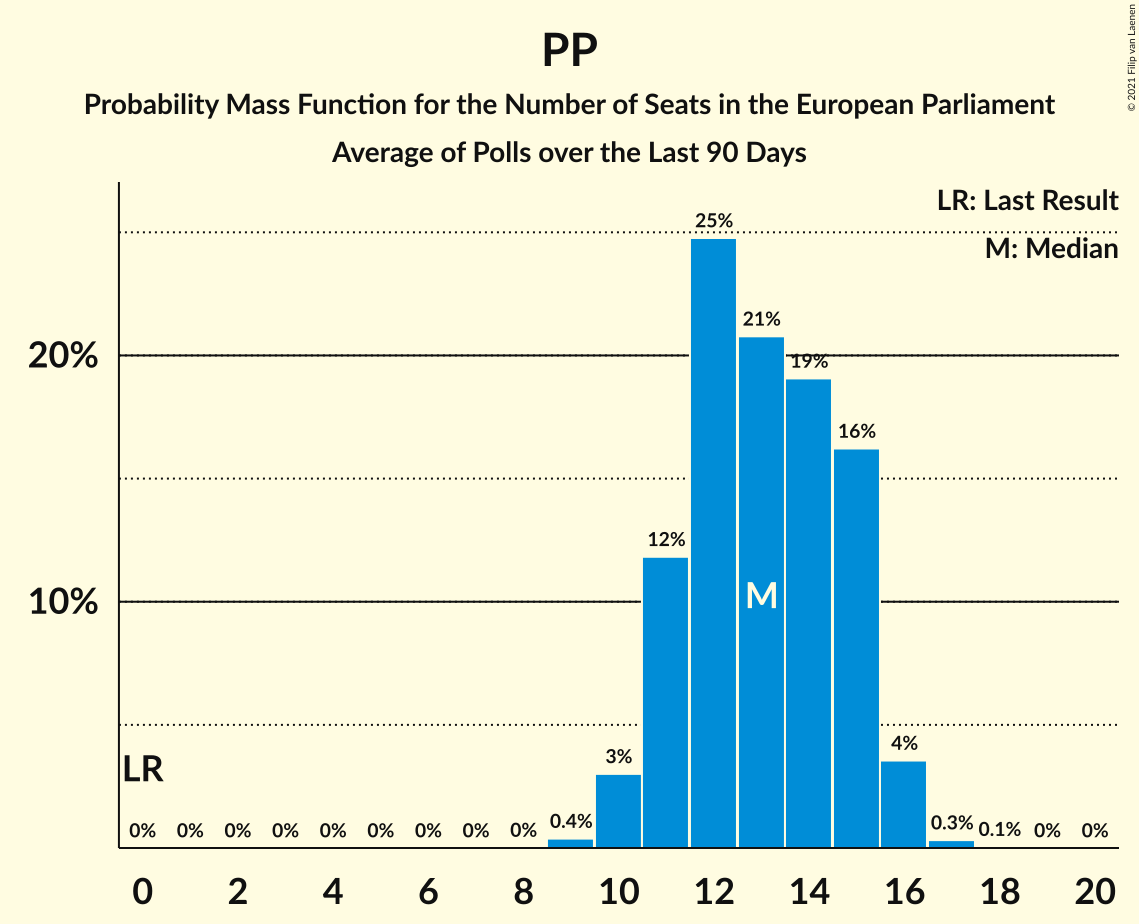 PP
Probability Mass Function for the Number of Seats in the European Parliament
Average of Polls over the Last 90 Days
© 2021 Filip van Laenen
LR: Last Result
M: Median
25%
21%
20%
19%
16%
12%
10%
M
LR
3%
4%
0% 0% 0% 0% 0% 0% 0% 0% 0% 0.4% 0.3% 0.1% 0% 0%
0 2 4 6 8 10 12 14 16 18 20